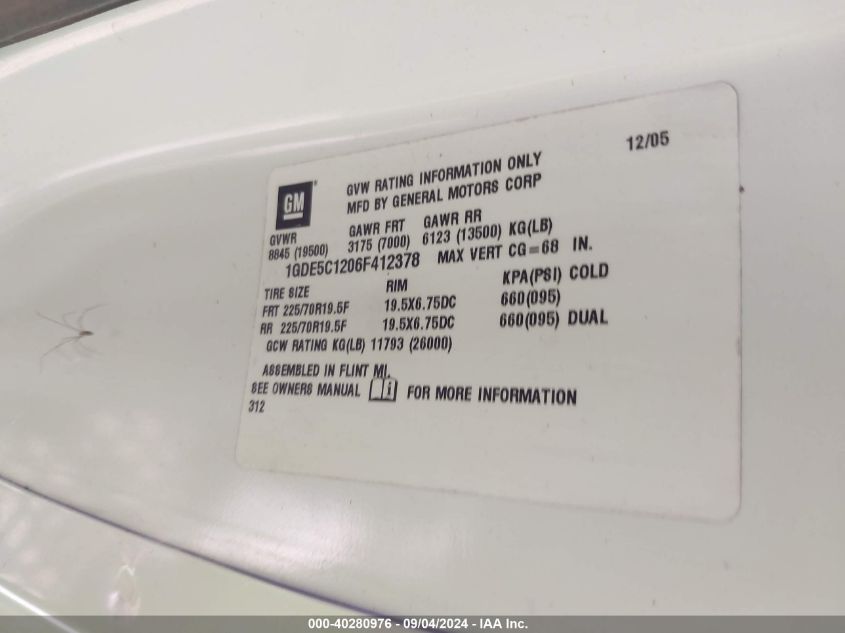 12/05
GM
GVW RATING INFORMATION ONLY
MFD BY GENERAL MOTORS CORP
GVWR GAWR FRT GAWR RR
8845 (19500) 3175 (7000) 6123 (13500) KG(LB)
1GDE5C1206F412378 MAX VERT CG=68 IN.
TIRE SIZE RIM KPA(PSI) COLD
FRT 225/70R19.5F 19.5X6.75DC 660(095)
RR 225/70R19.5F 19.5X6.75DC 660(095) DUAL
GCW RATING KG(LB) 11793 (26000)
ASSEMBLED IN FLINT MI.
SEE OWNERS MANUAL i FOR MORE INFORMATION
312
000-40280976 - 09/04/2024 - IAA Inc.